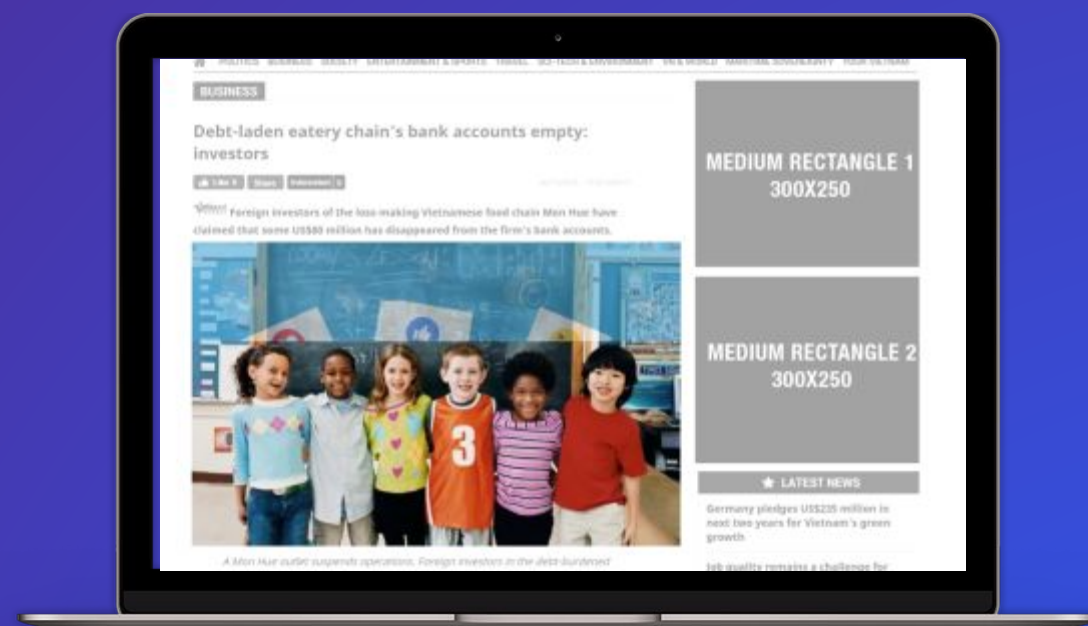 POLITICS BUSINESS SOCIETY ENTERTAINMENT & SPORTS TRAVEL SCI-TECH & ENVIRONMENT VN & WORLD MARITIME SOVEREIGNTY YOUR VIETNAM
BUSINESS
Debt-laden eatery chain's bank accounts empty:
investors
Like Share
Foreign investors of the loss-making Vietnamese food chain Mon Hue have
claimed that some US$80 million has disappeared from the firm's bank accounts.
3
A Mon Hue outlet suspends operations. Foreign investors in the debt-burdened
MEDIUM RECTANGLE 1
300X250
MEDIUM RECTANGLE 2
300X250
LATEST NEWS
Germany pledges US$235 million in
next two years for Vietnam's green
growth
Job quality remains a challenge for